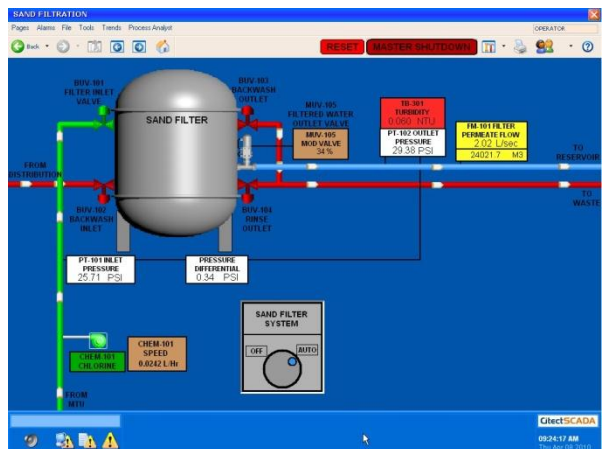 SAND FILTRATION
Pages Alarms File Tools Trends Process Analyst
OPERATOR
Back
RESET
MASTER SHUTDOWN
BUV-101
FILTER INLET
VALVE
SAND FILTER
BUV-103
BACKWASH
OUTLET
MUV-105
FILTERED WATER
OUTLET VALVE
MUV-105
MOD VALVE
34 %
TB-301
TURBIDITY
0.060 NTU
PT-102 OUTLET
PRESSURE
29.38 PSI
FM-101 FILTER
PERMEATE FLOW
2.02 L/sec
24021.7 M3
TO
RESERVOIR
FROM
DISTRIBUTION
TO
WASTE
BUV-102
BACKWASH
INLET
BUV-104
RINSE
OUTLET
PT-101 INLET
PRESSURE
25.71 PSI
PRESSURE
DIFFERENTIAL
0.34 PSI
SAND FILTER
SYSTEM
OFF
AUTO
CHEM-101
CHLORINE
CHEM-101
SPEED
0.0242 L/Hr
FROM
MTU
CitectSCADA
09:24:17 AM
Thu Apr 08 2010